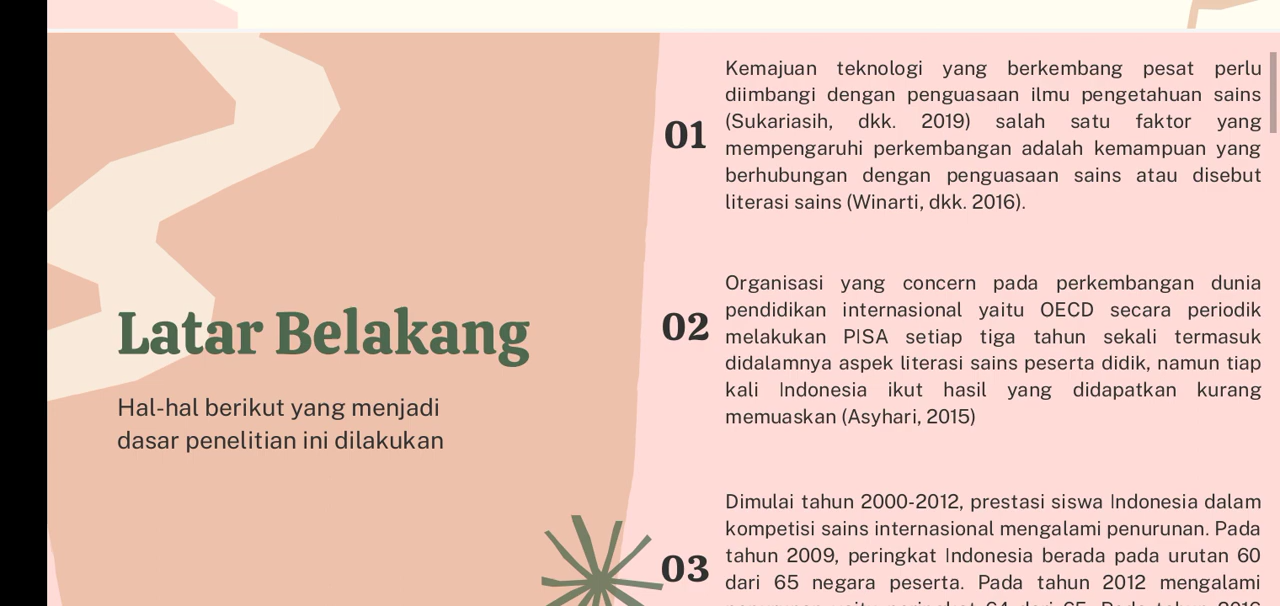 Latar Belakang
Hal-hal berikut yang menjadi
dasar penelitian ini dilakukan
01
Kemajuan teknologi yang berkembang pesat perlu
diimbangi dengan penguasaan ilmu pengetahuan sains
(Sukariasih, dkk. 2019) salah satu faktor yang
mempengaruhi perkembangan adalah kemampuan yang
berhubungan dengan penguasaan sains atau disebut
literasi sains (Winarti, dkk. 2016).
02
Organisasi yang concern pada perkembangan dunia
pendidikan internasional yaitu OECD secara periodik
melakukan PISA setiap tiga tahun sekali termasuk
didalamnya aspek literasi sains peserta didik, namun tiap
kali Indonesia ikut hasil yang didapatkan kurang
memuaskan (Asyhari, 2015)
03
Dimulai tahun 2000-2012, prestasi siswa Indonesia dalam
kompetisi sains internasional mengalami penurunan. Pada
tahun 2009, peringkat Indonesia berada pada urutan 60
dari 65 negara peserta. Pada tahun 2012 mengalami